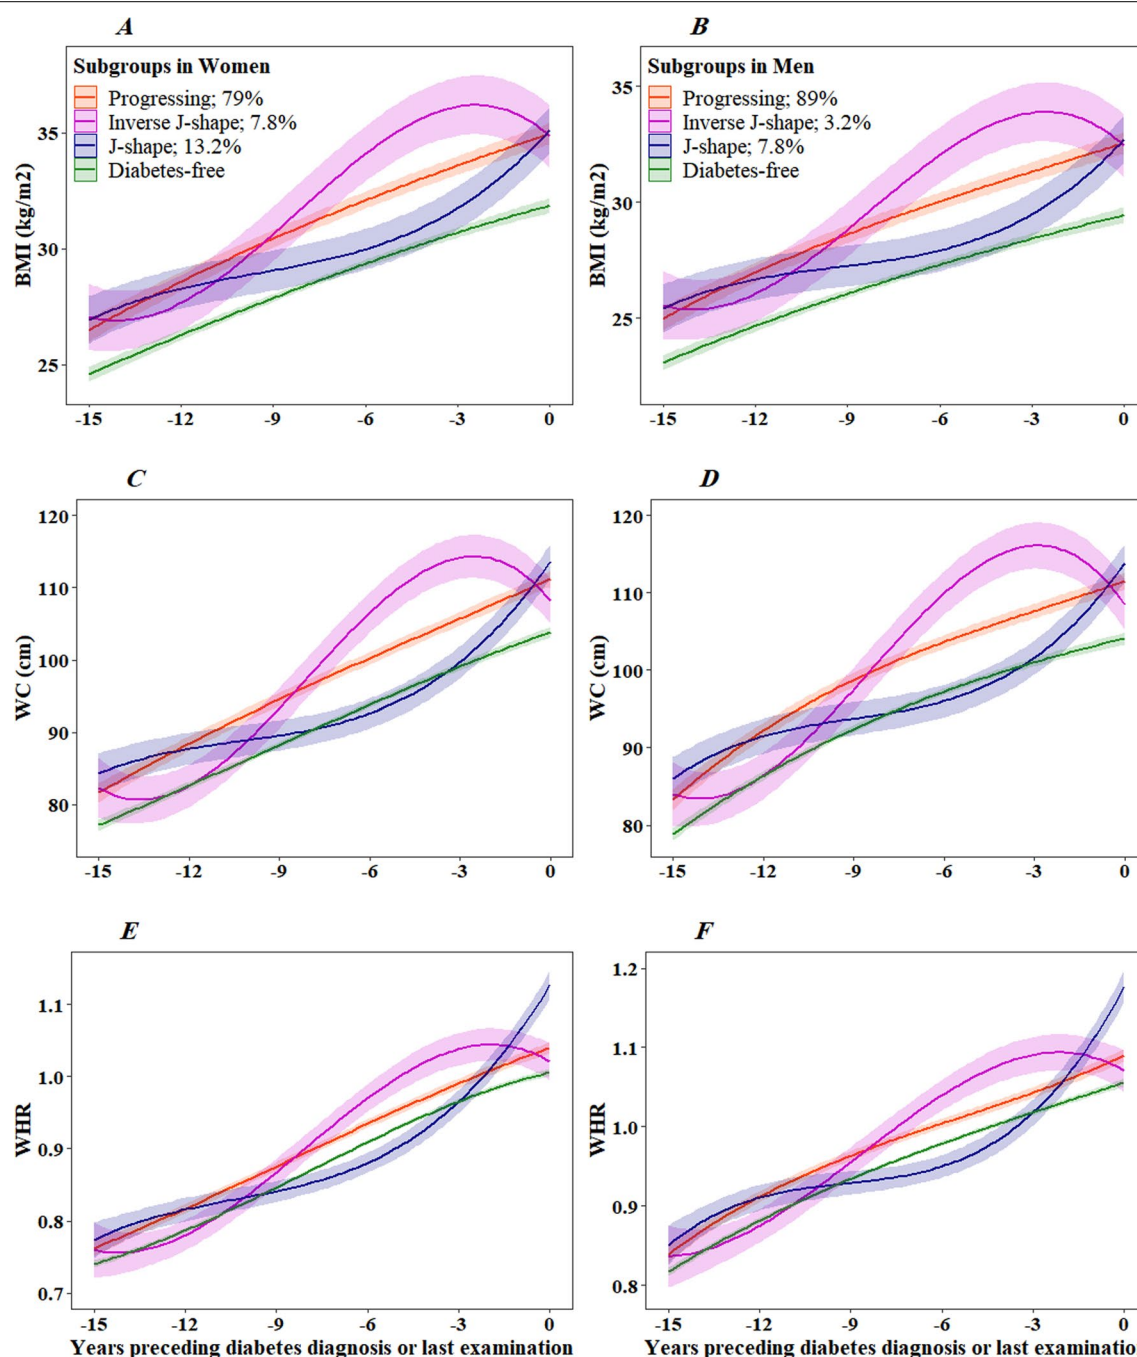 A
B
Subgroups in Women
Progressing; 79%
Inverse J-shape; 7.8%
J-shape; 13.2%
Diabetes-free
BMI (kg/m2)
35
30
25
-15 -12 -9 -6 -3 0
Subgroups in Men
Progressing; 89%
Inverse J-shape; 3.2%
J-shape; 7.8%
Diabetes-free
BMI (kg/m2)
35
30
25
-15 -12 -9 -6 -3 0
C
D
WC (cm)
120
110
100
90
80
-15 -12 -9 -6 -3 0
WC (cm)
120
110
100
90
80
-15 -12 -9 -6 -3 0
E
F
WHR
1.1
1.0
0.9
0.8
0.7
-15 -12 -9 -6 -3 0
Years preceding diabetes diagnosis or last examination
WHR
1.2
1.1
1.0
0.9
0.8
-15 -12 -9 -6 -3 0
Years preceding diabetes diagnosis or last examinatio